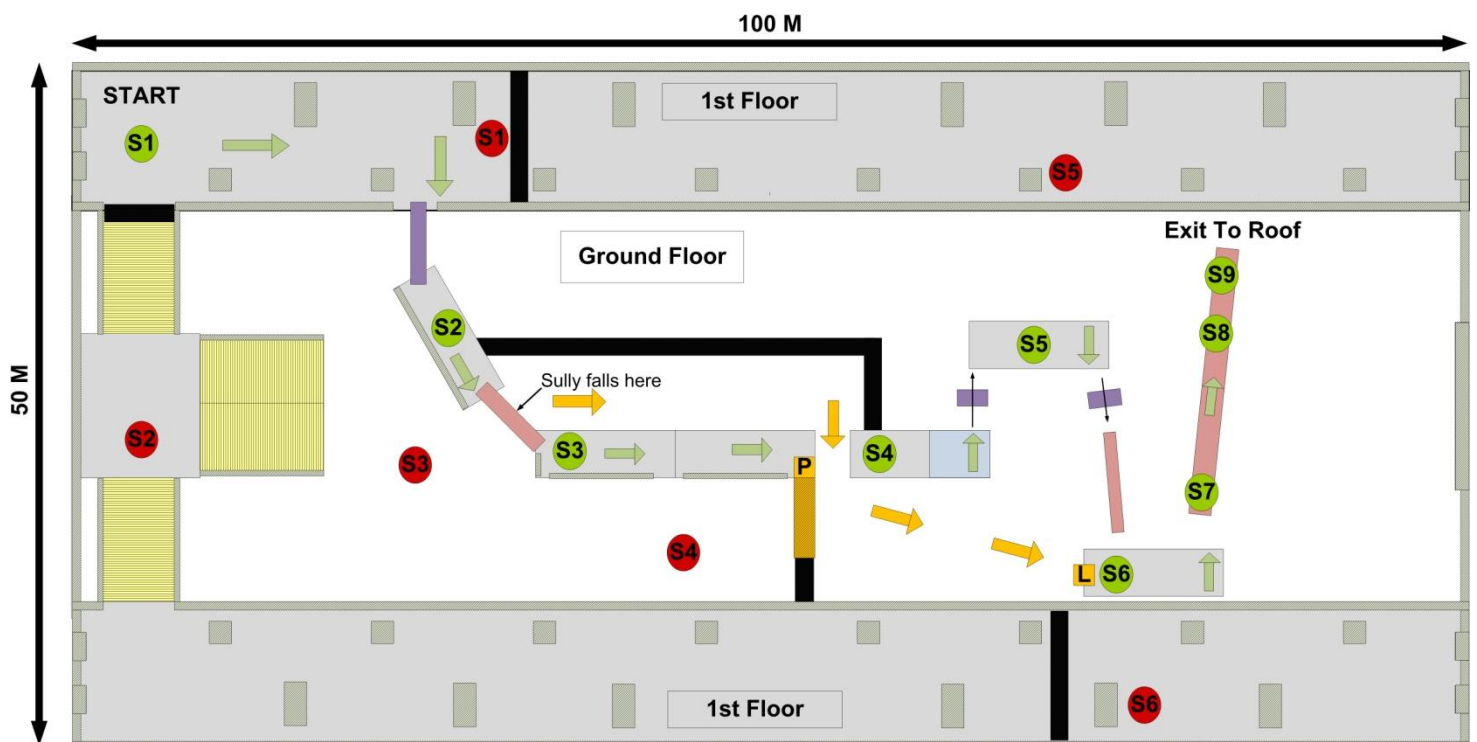 100 M
START
1st Floor
S1
S1
S5
Exit To Roof
Ground Floor
S9
S2
S5
S8
50 M
Sully falls here
S2
S3
S3
S4
P
S7
S4
L
S6
1st Floor
S6